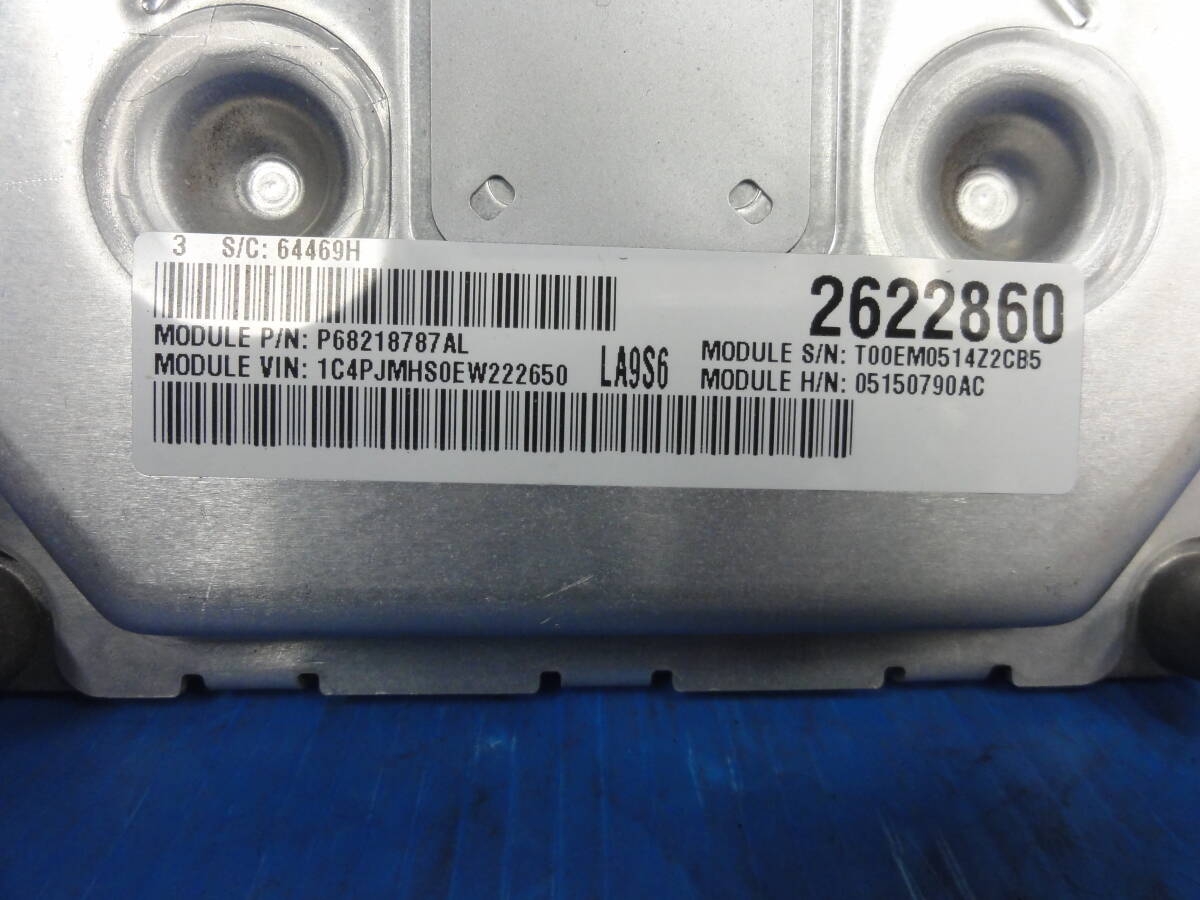 3 S/C: 64469H
2622860
MODULE P/N: P68218787AL
MODULE VIN: 1C4PJMHS0EW222650
LA9S6
MODULE S/N: T00EM0514Z2CB5
MODULE H/N: 05150790AC